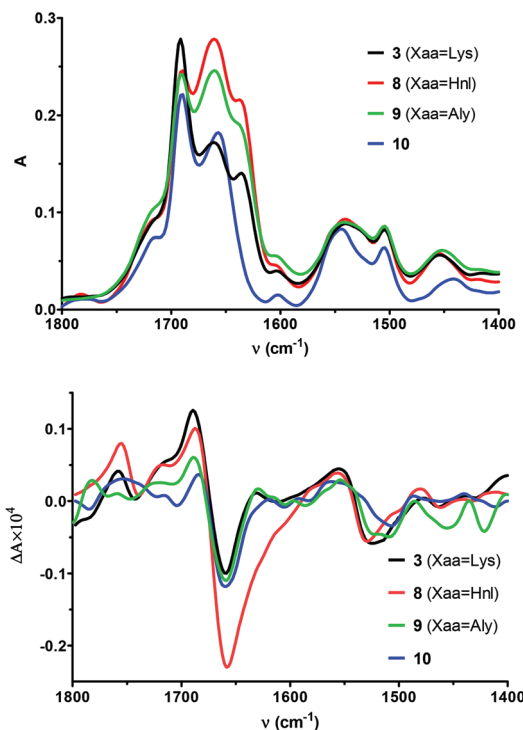 0.3
0.2
0.1
0.0
A
3 (Xaa=Lys)
8 (Xaa=Hnl)
9 (Xaa=Aly)
10
1800 1700 1600 1500 1400
ν (cm⁻¹)
0.1
0.0
-0.1
-0.2
ΔA×10⁴
3 (Xaa=Lys)
8 (Xaa=Hnl)
9 (Xaa=Aly)
10
1800 1700 1600 1500 1400
ν (cm⁻¹)